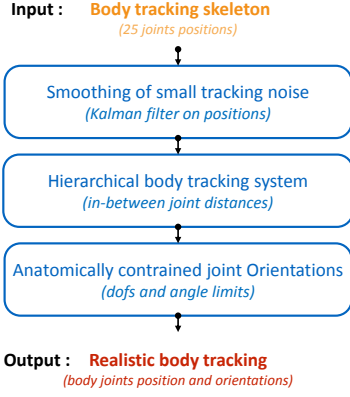 Input : Body tracking skeleton
(25 joints positions)
Smoothing of small tracking noise
(Kalman filter on positions)
Hierarchical body tracking system
(in-between joint distances)
Anatomically contrained joint Orientations
(dofs and angle limits)
Output : Realistic body tracking
(body joints position and orientations)